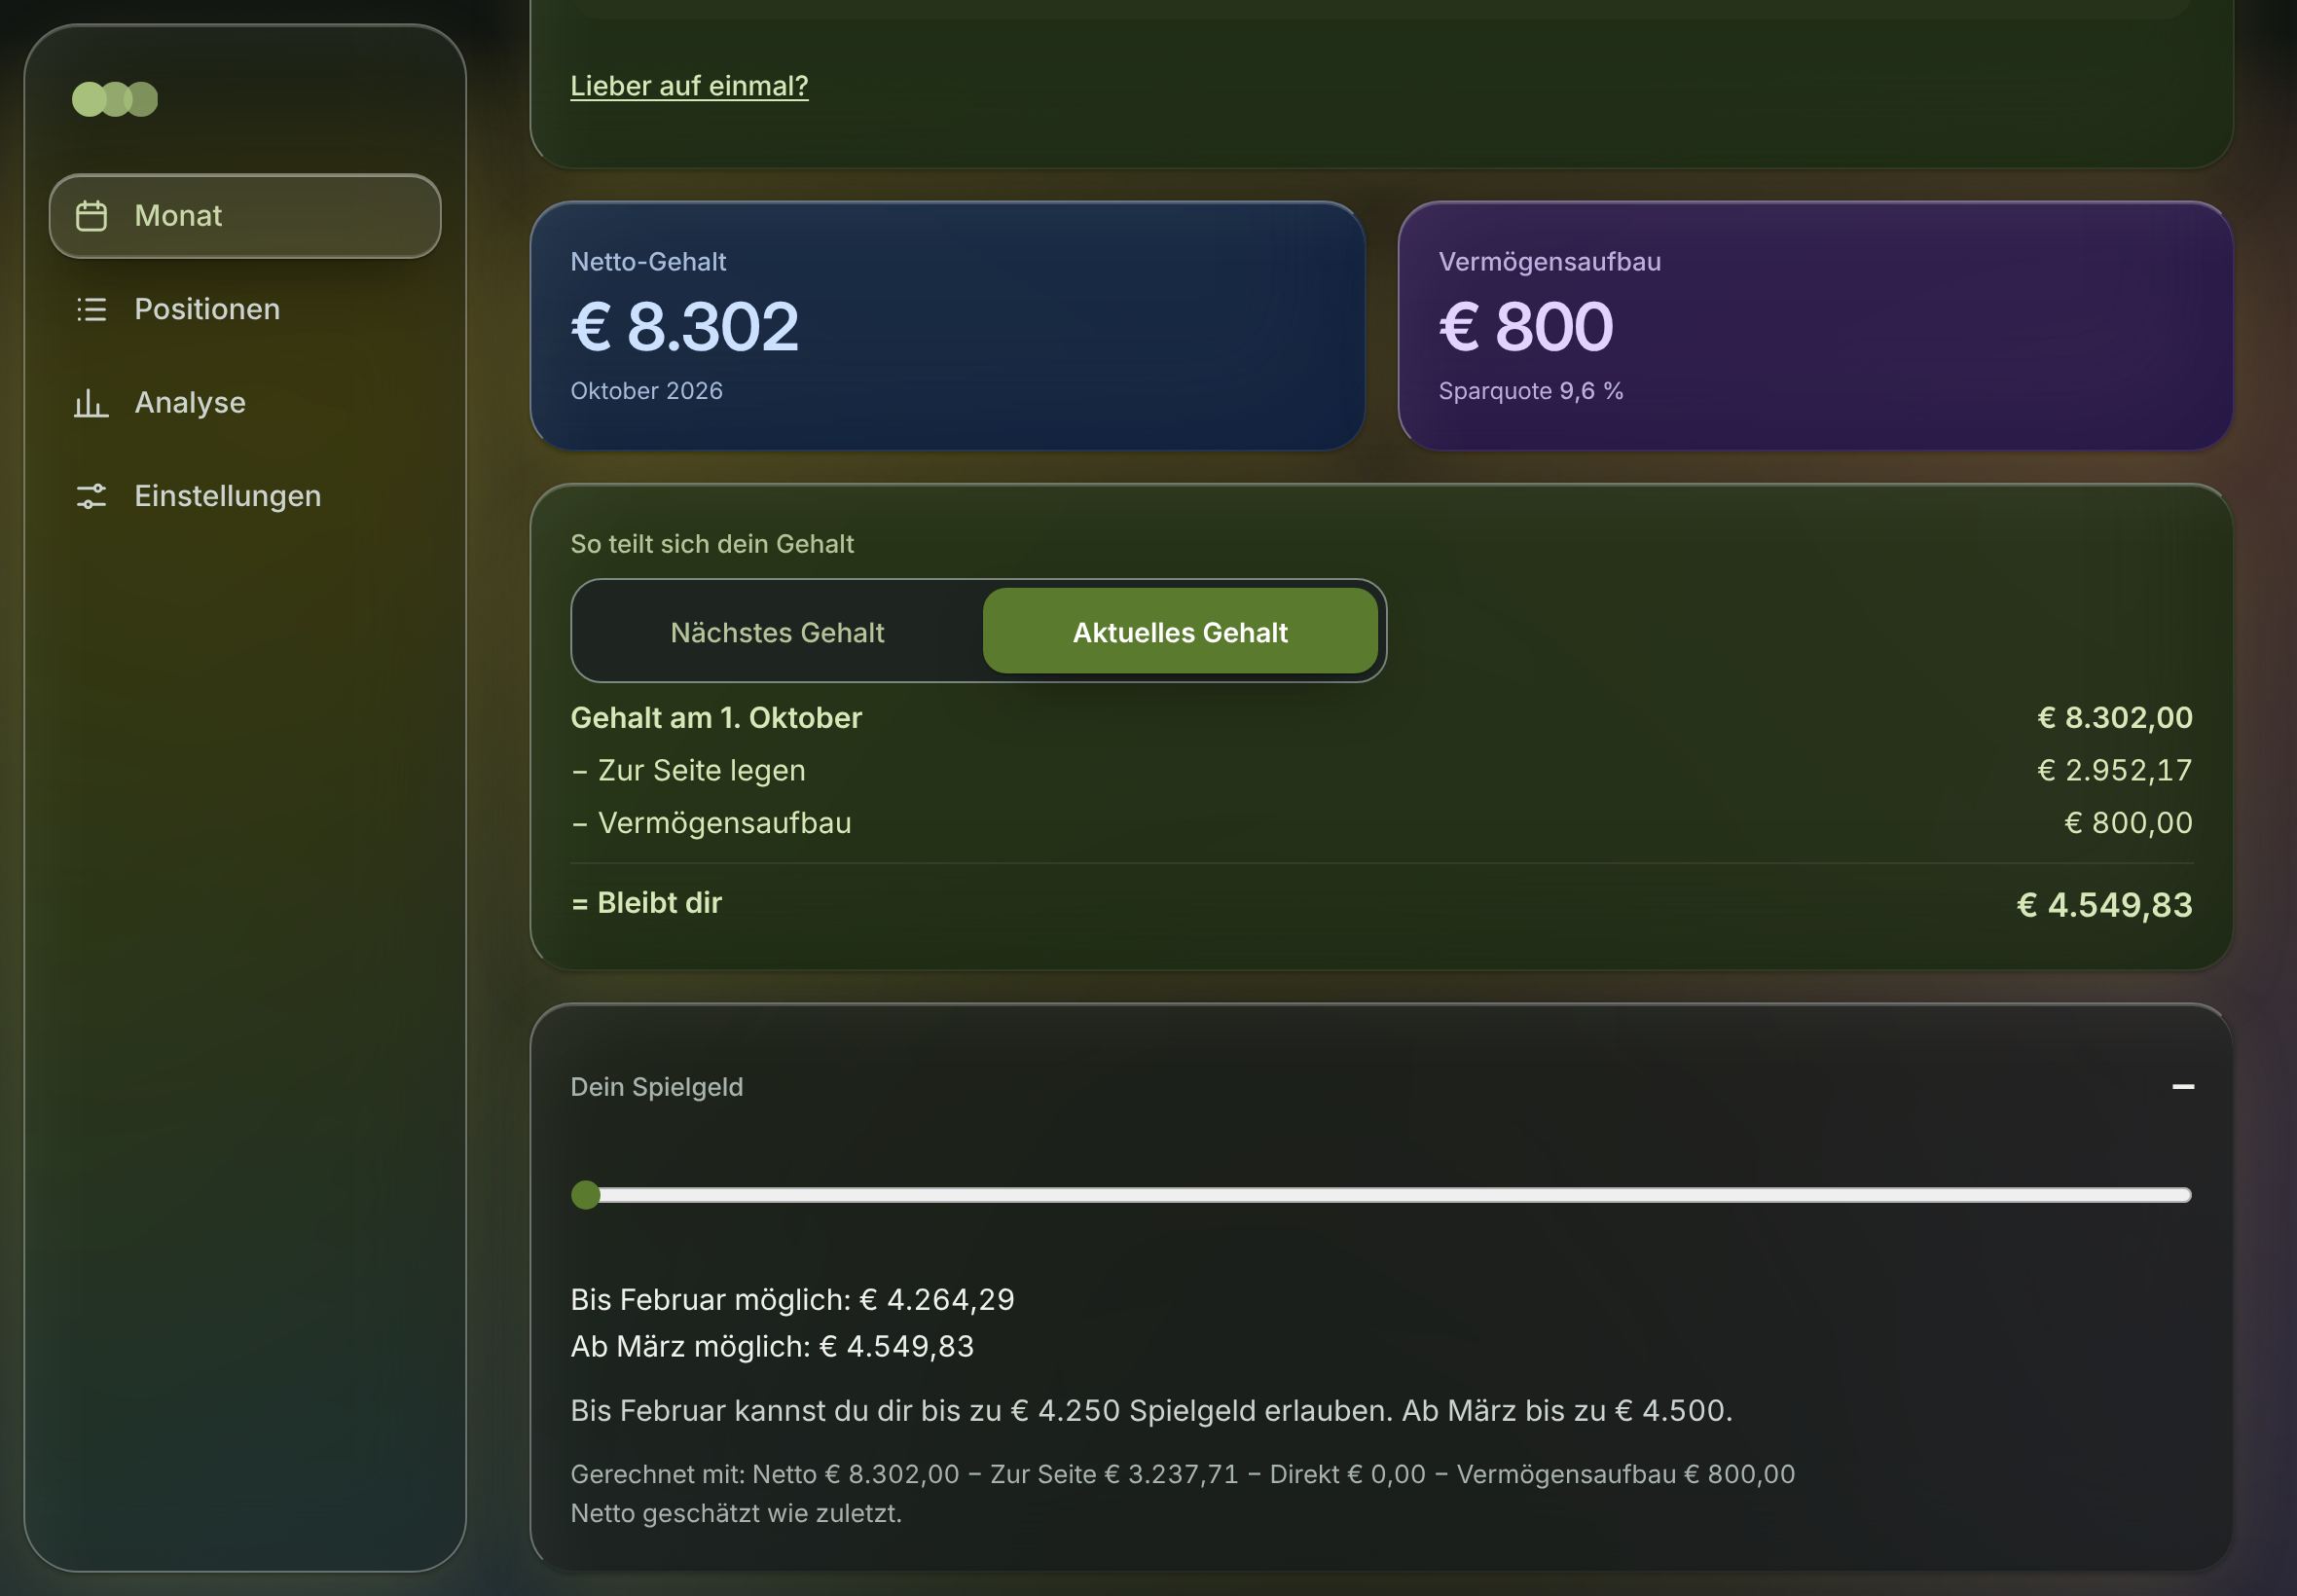 Lieber auf einmal?
Monat
Positionen
Analyse
Einstellungen
Netto-Gehalt
€ 8.302
Oktober 2026
Vermögensaufbau
€ 800
Sparquote 9,6 %
So teilt sich dein Gehalt
Nächstes Gehalt
Aktuelles Gehalt
Gehalt am 1. Oktober € 8.302,00
− Zur Seite legen € 2.952,17
− Vermögensaufbau € 800,00
= Bleibt dir € 4.549,83
Dein Spielgeld –
Bis Februar möglich: € 4.264,29
Ab März möglich: € 4.549,83
Bis Februar kannst du dir bis zu € 4.250 Spielgeld erlauben. Ab März bis zu € 4.500.
Gerechnet mit: Netto € 8.302,00 − Zur Seite € 3.237,71 − Direkt € 0,00 − Vermögensaufbau € 800,00
Netto geschätzt wie zuletzt.